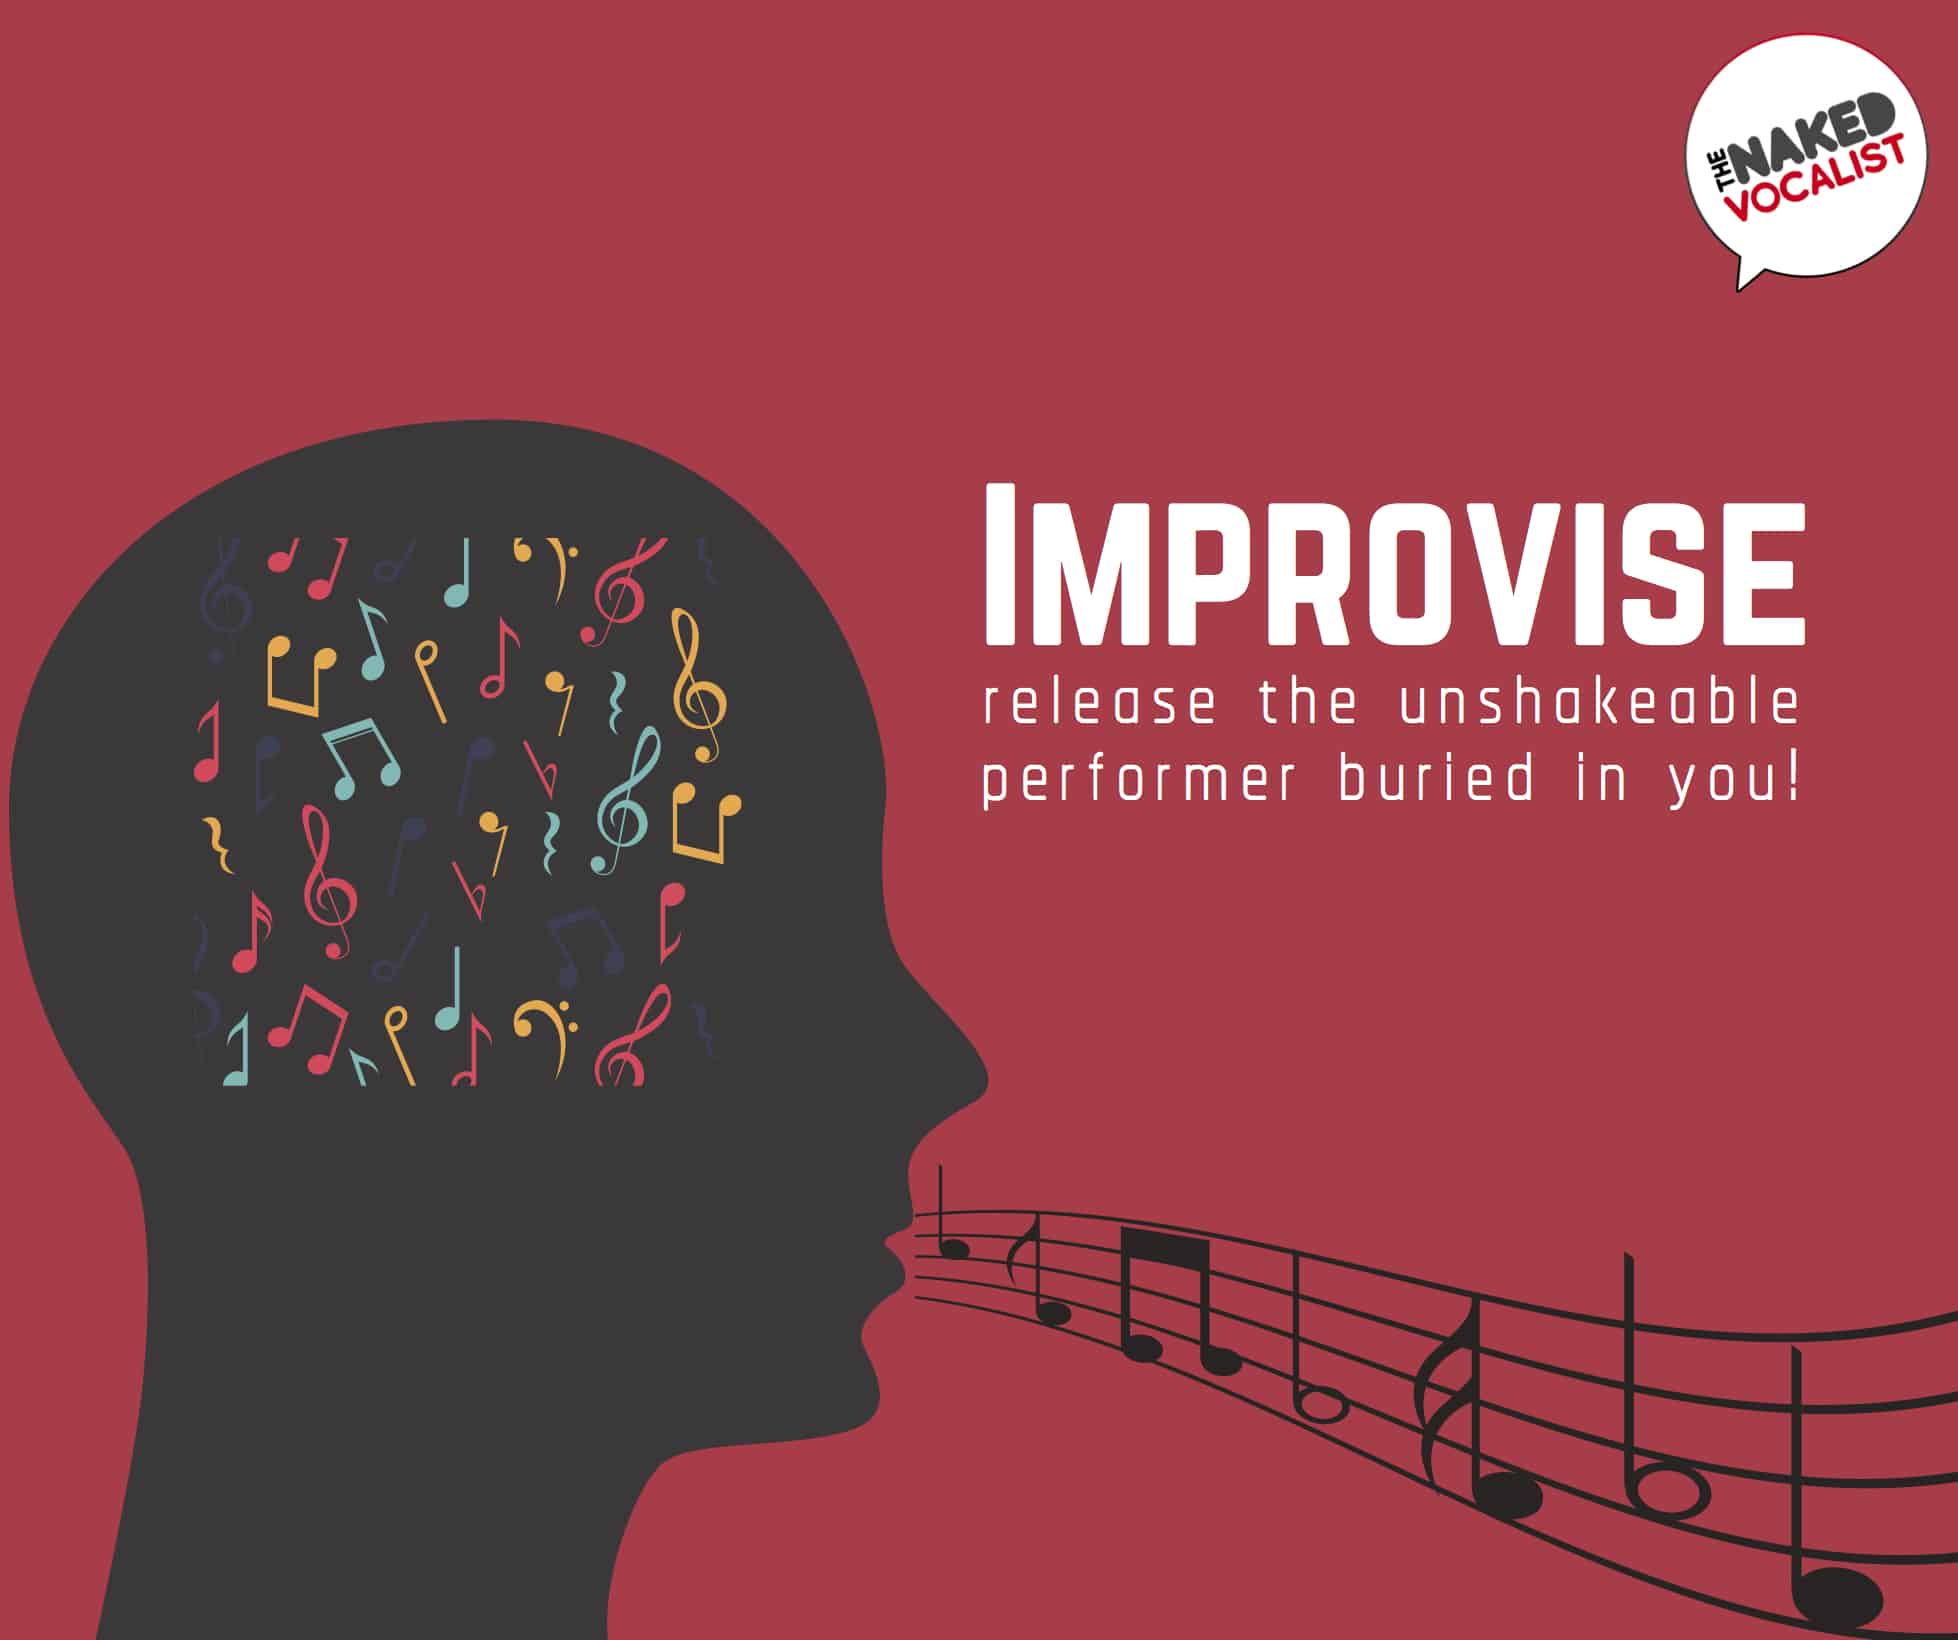 THE NAKED
VOCALIST
IMPROVISE
release the unshakeable
performer buried in you!